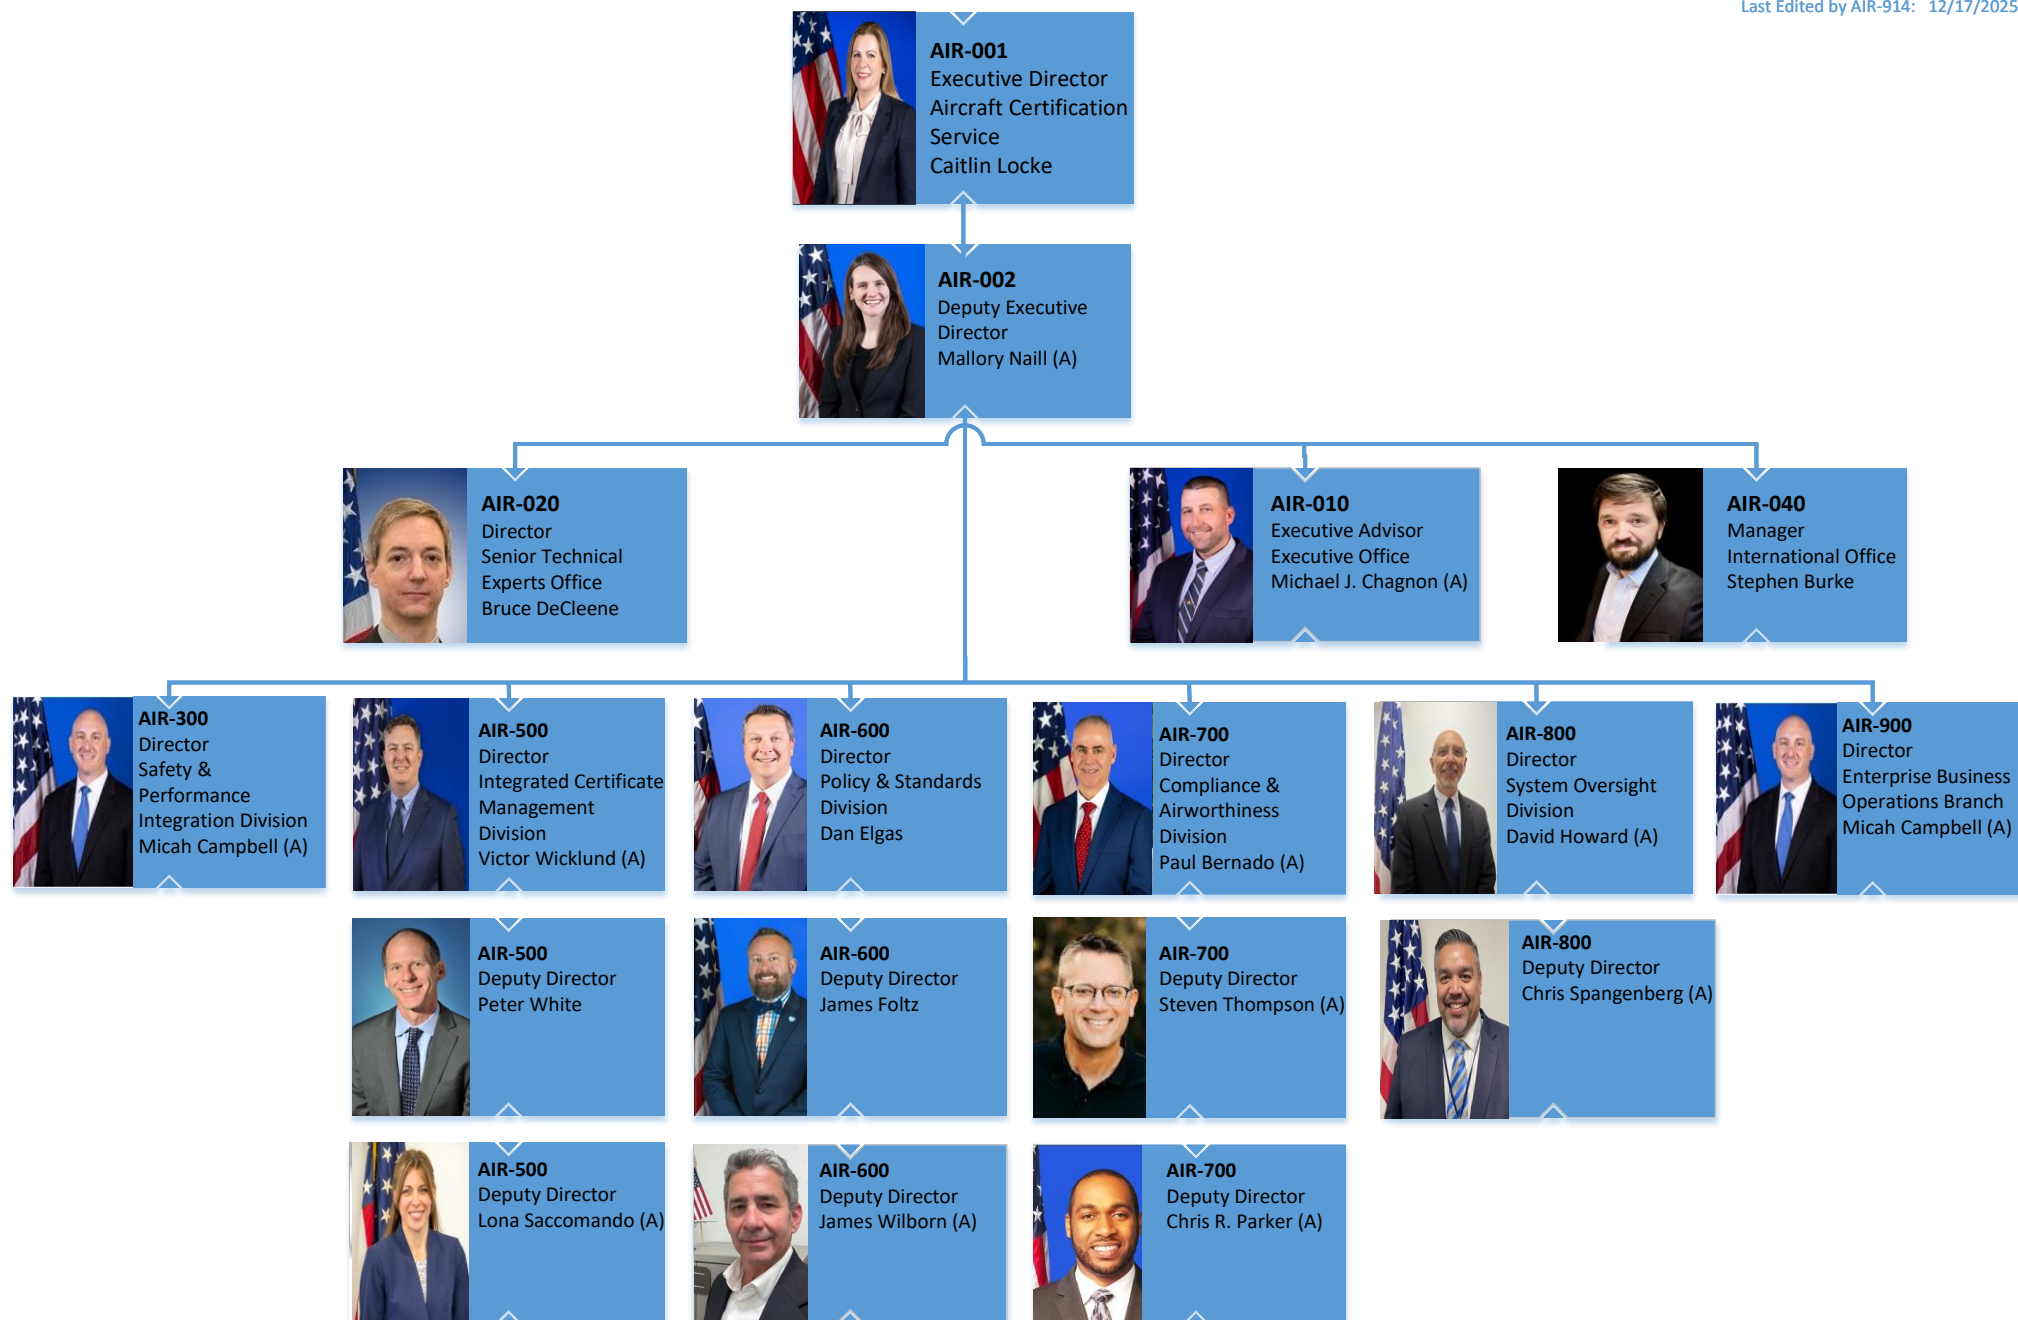 Last Edited by AIR-914: 12/17/2025
AIR-001
Executive Director
Aircraft Certification
Service
Caitlin Locke
AIR-002
Deputy Executive
Director
Mallory Naill (A)
AIR-020
Director
Senior Technical
Experts Office
Bruce DeCleene
AIR-010
Executive Advisor
Executive Office
Michael J. Chagnon (A)
AIR-040
Manager
International Office
Stephen Burke
AIR-300
Director
Safety &
Performance
Integration Division
Micah Campbell (A)
AIR-500
Director
Integrated Certificate
Management
Division
Victor Wicklund (A)
AIR-600
Director
Policy & Standards
Division
Dan Elgas
AIR-700
Director
Compliance &
Airworthiness
Division
Paul Bernado (A)
AIR-800
Director
System Oversight
Division
David Howard (A)
AIR-900
Director
Enterprise Business
Operations Branch
Micah Campbell (A)
AIR-500
Deputy Director
Peter White
AIR-600
Deputy Director
James Foltz
AIR-700
Deputy Director
Steven Thompson (A)
AIR-800
Deputy Director
Chris Spangenberg (A)
AIR-500
Deputy Director
Lona Saccomando (A)
AIR-600
Deputy Director
James Wilborn (A)
AIR-700
Deputy Director
Chris R. Parker (A)